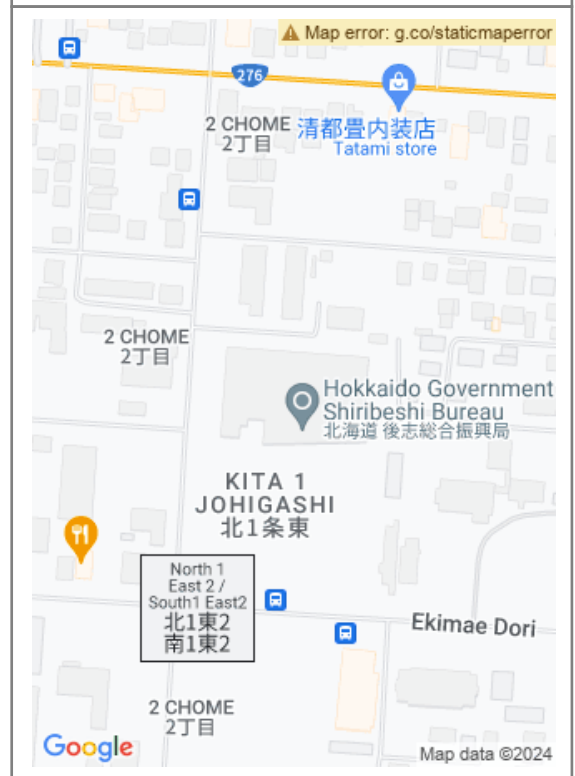 Map error: g.co/staticmaperror
276
2 CHOME
2丁目
清都畳内装店
Tatami store
2 CHOME
2丁目
Hokkaido Government
Shiribeshi Bureau
北海道 後志総合振興局
KITA 1
JOHIGASHI
北1条東
North 1
East 2 /
South1 East2
北1東2
南1東2
Ekimae Dori
2 CHOME
2丁目
Google
Map data ©2024